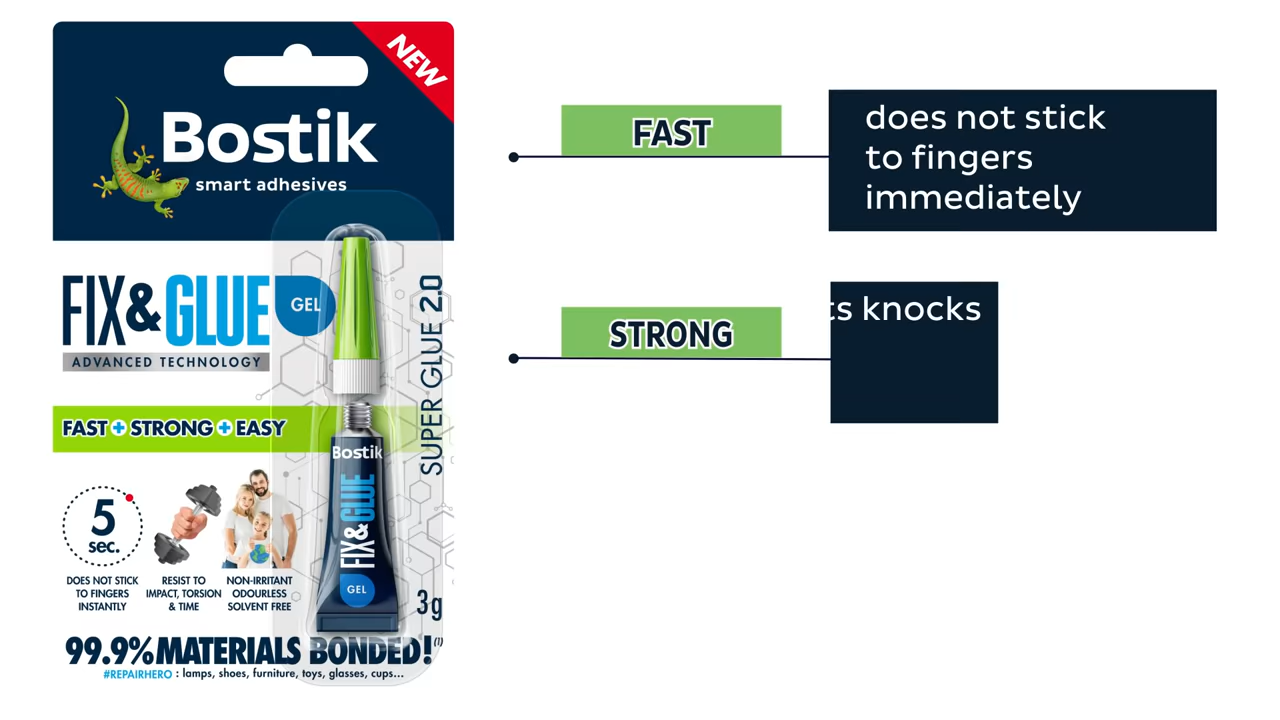 NEW
Bostik
smart adhesives
FIX&GLUE
GEL
ADVANCED TECHNOLOGY
SUPER GLUE 2.0
FAST + STRONG + EASY
Bostik
FIX&GLUE
GEL
5
sec.
DOES NOT STICK
TO FINGERS
INSTANTLY
RESIST TO
IMPACT, TORSION
& TIME
NON-IRRITANT
ODOURLESS
SOLVENT FREE
3g
99.9% MATERIALS BONDED!(1)
#REPAIRHERO : lamps, shoes, furniture, toys, glasses, cups...
FAST
does not stick
to fingers
immediately
STRONG
ts knocks